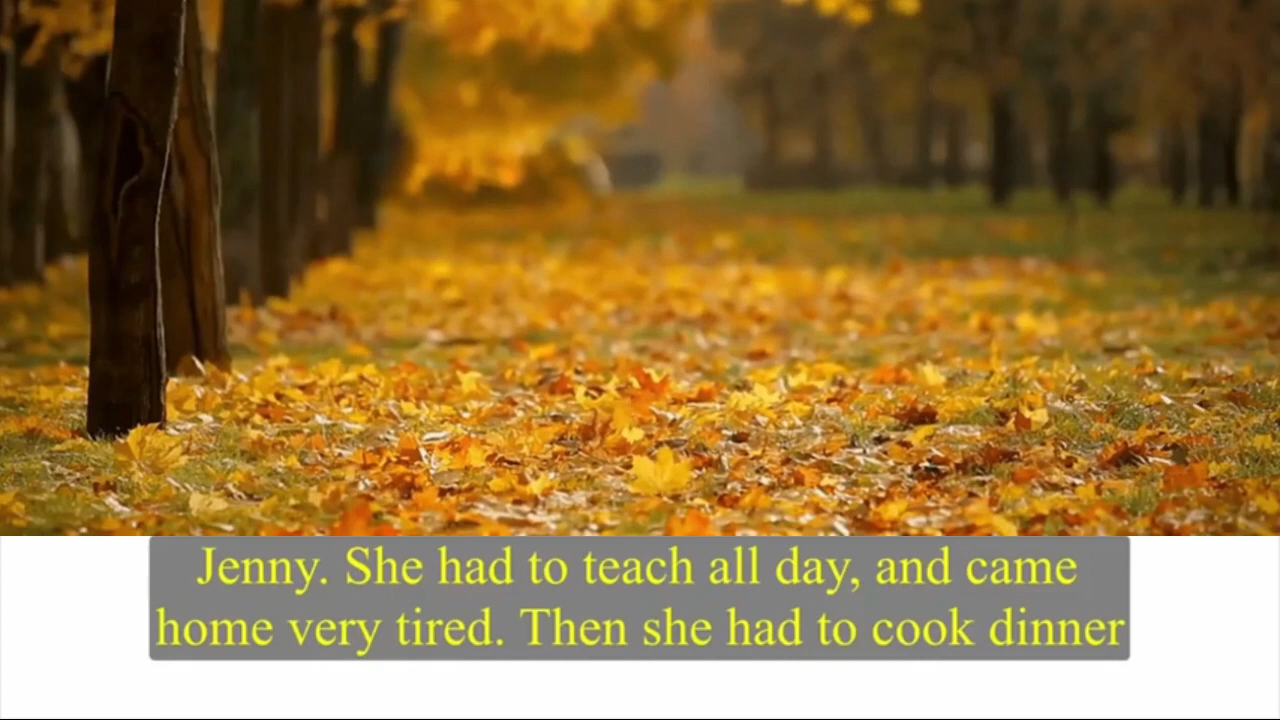 Jenny. She had to teach all day, and came
home very tired. Then she had to cook dinner